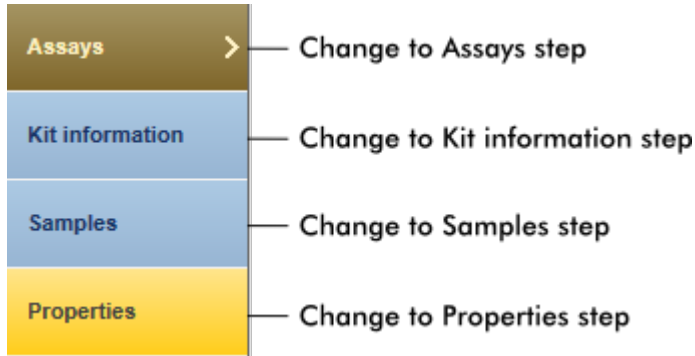 Assays > Change to Assays step
Kit information Change to Kit information step
Samples Change to Samples step
Properties Change to Properties step